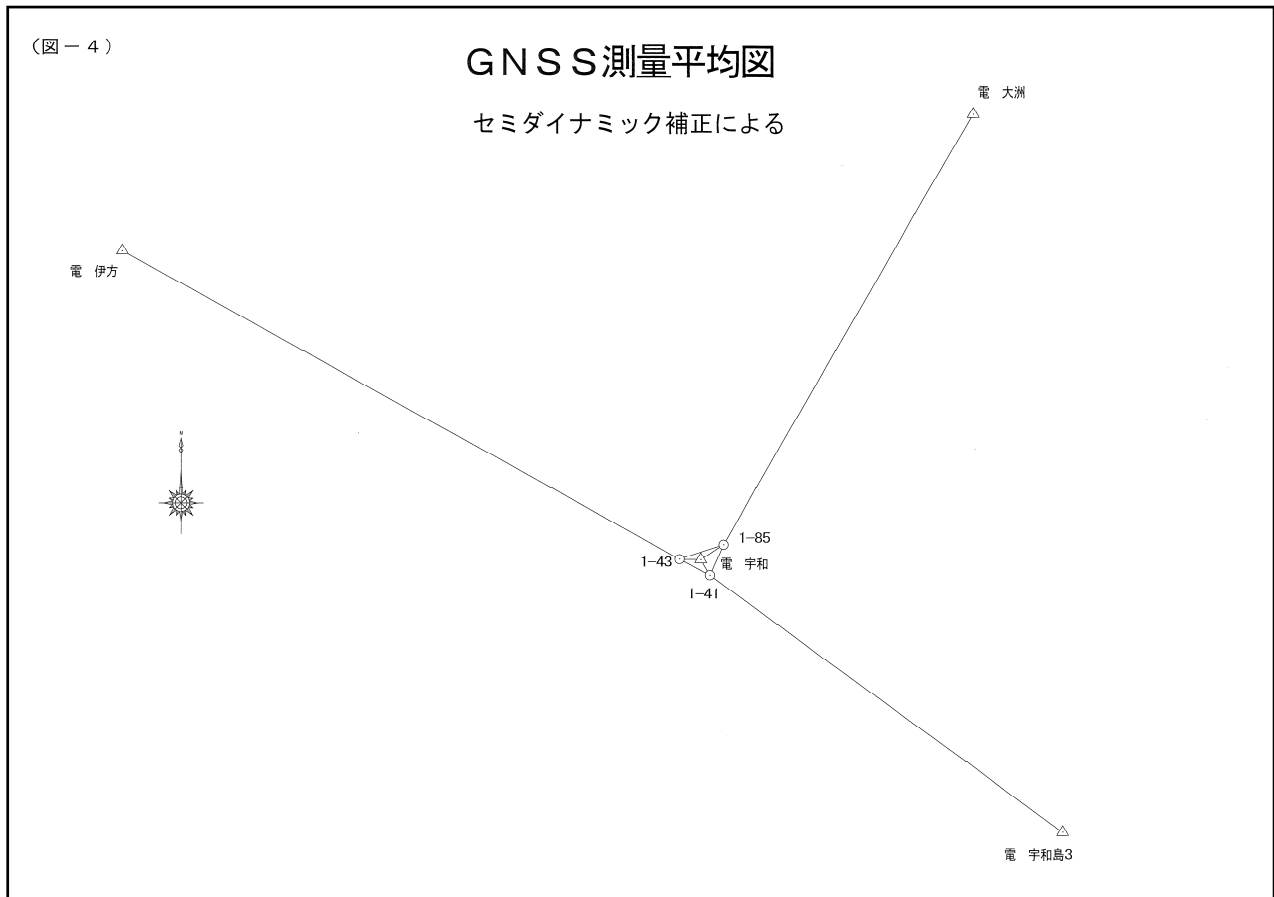 （図－４）
ＧＮＳＳ測量平均図
セミダイナミック補正による
電　大洲
電　伊方
N
1-85
1-43
電　宇和
1-41
電　宇和島3